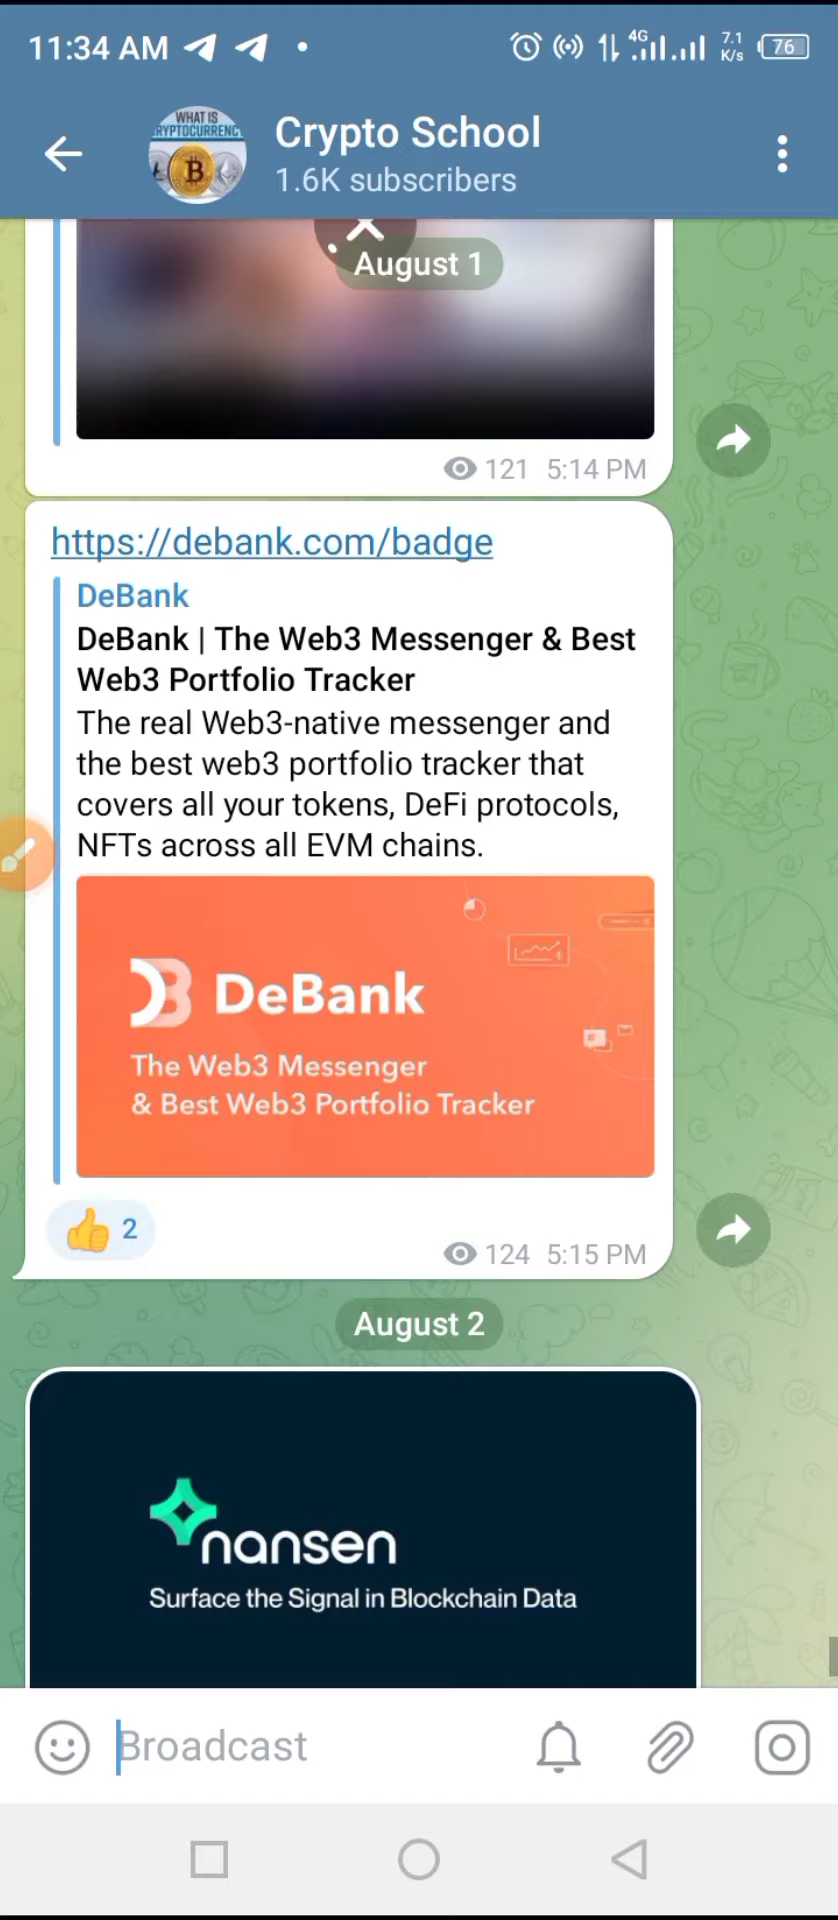 11:34 AM
4G
7.1
K/s
76
WHAT IS
RYPTOCURRENC
Crypto School
1.6K subscribers
August 1
121 5:14 PM
https://debank.com/badge
DeBank
DeBank | The Web3 Messenger & Best
Web3 Portfolio Tracker
The real Web3-native messenger and
the best web3 portfolio tracker that
covers all your tokens, DeFi protocols,
NFTs across all EVM chains.
DeBank
The Web3 Messenger
& Best Web3 Portfolio Tracker
👍 2
124 5:15 PM
August 2
nansen
Surface the Signal in Blockchain Data
Broadcast